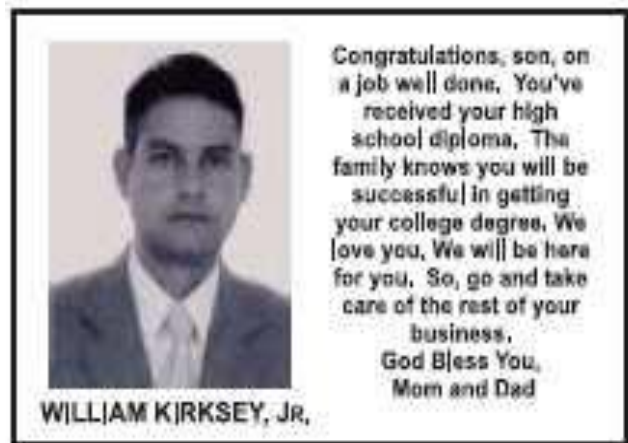 Congratulations, son, on
a job well done. You've
received your high
school diploma. The
family knows you will be
successful in getting
your college degree. We
love you. We will be here
for you. So, go and take
care of the rest of your
business.
God Bless You,
Mom and Dad
WILLIAM KIRKSEY, JR.